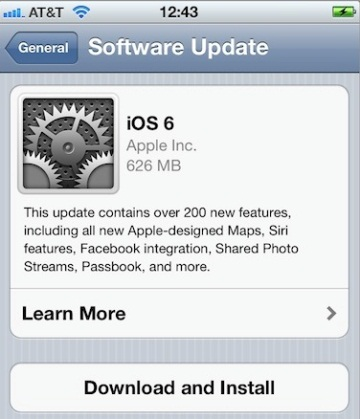 AT&T 12:43
General Software Update
iOS 6
Apple Inc.
626 MB
This update contains over 200 new features,
including all new Apple-designed Maps, Siri
features, Facebook integration, Shared Photo
Streams, Passbook, and more.
Learn More
Download and Install